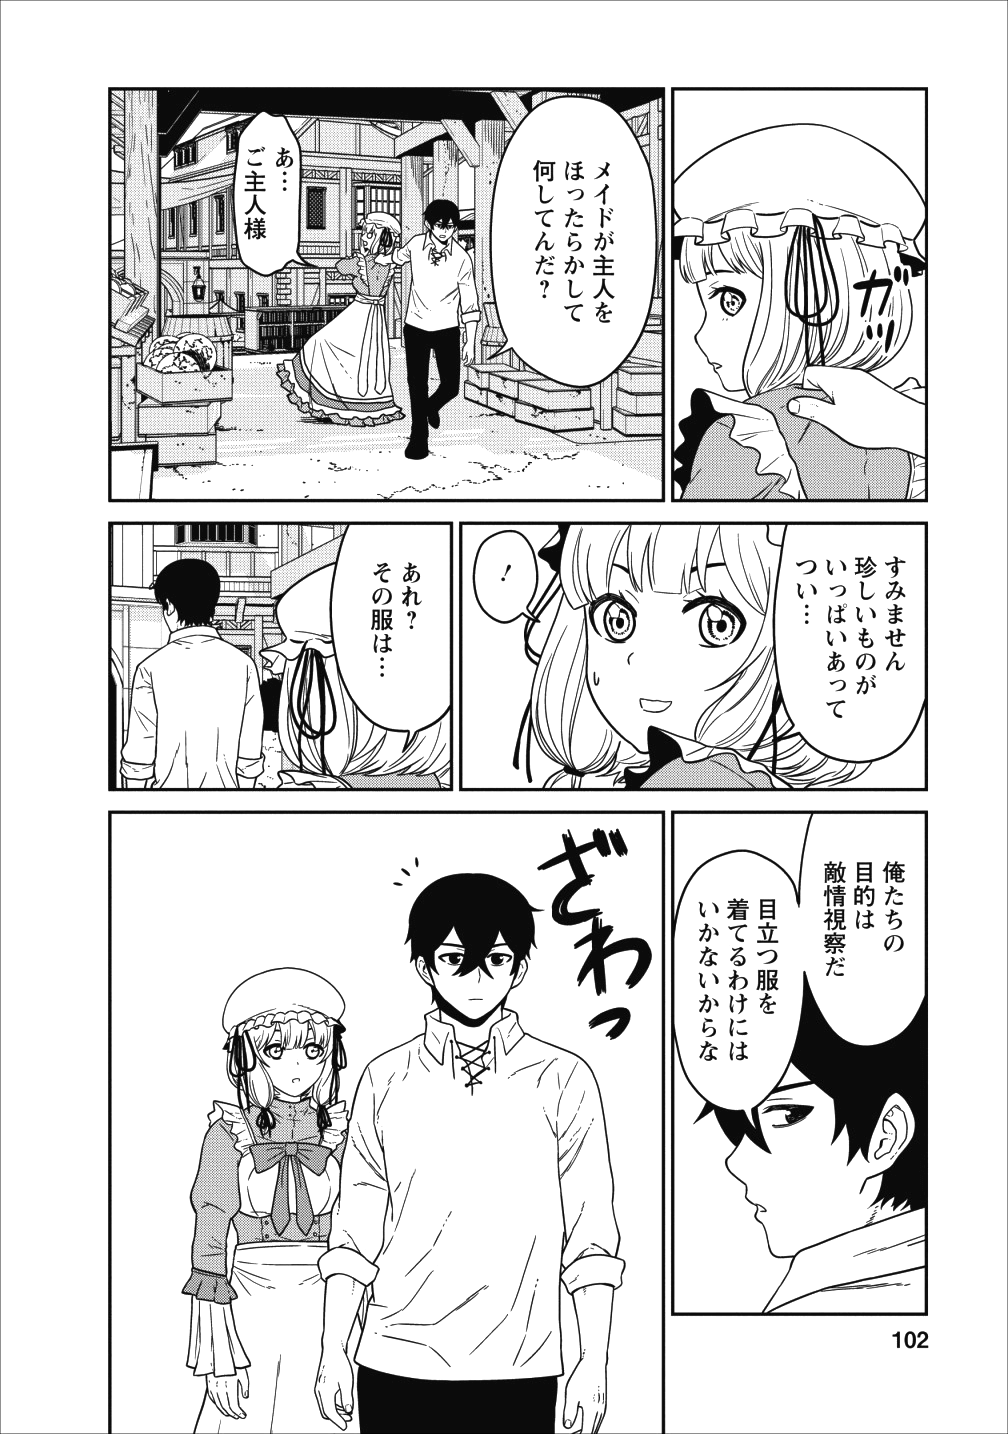 ガ
ガッ
メイドが主人を
ほったらかして
何してんだ?
あ…
ご主人様
すみません
珍しいものが
いっぱいあって
つい…
!
あれ?
その服は…
俺たちの
目的は
敵情視察だ
目立つ服を
着てるわけには
いかないからな
ざわっ
102